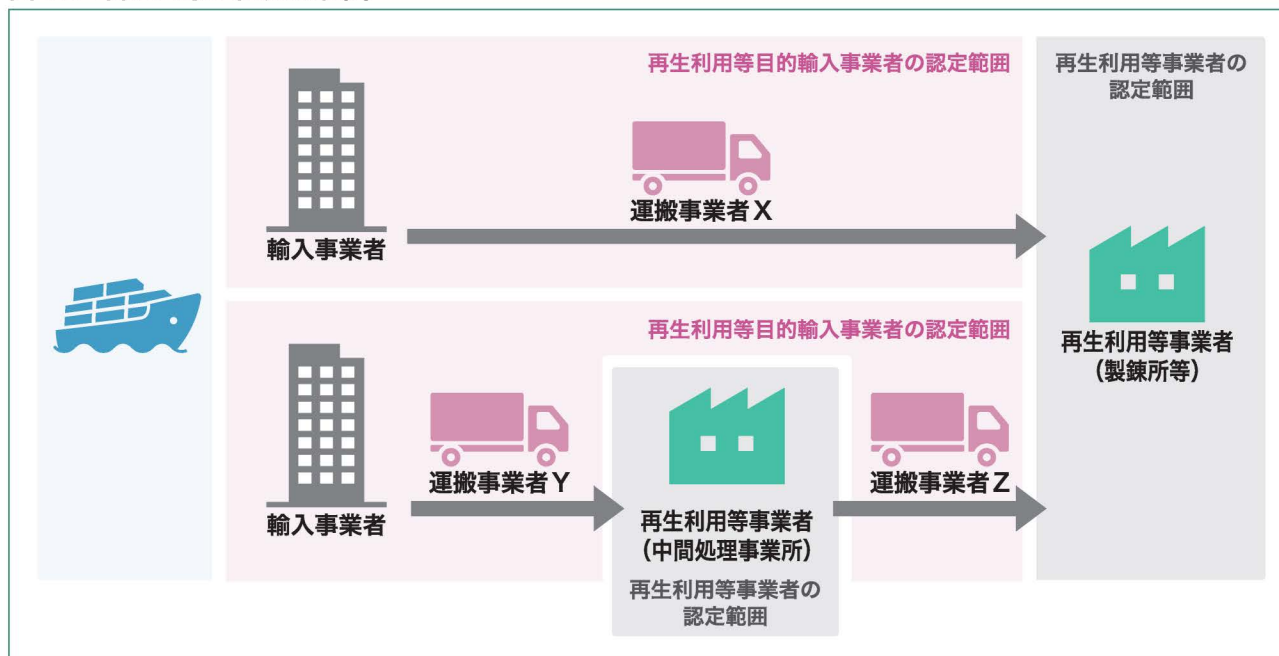 再生利用等目的輸入事業者の認定範囲
再生利用等事業者の
認定範囲
運搬事業者X
輸入事業者
再生利用等事業者
（製錬所等）
再生利用等目的輸入事業者の認定範囲
運搬事業者Y
運搬事業者Z
輸入事業者
再生利用等事業者
（中間処理事業所）
再生利用等事業者の
認定範囲